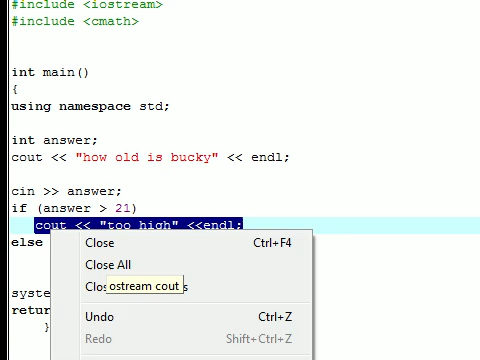 #include <iostream>
#include <cmath>
int main()
{
using namespace std;
int answer;
cout << "how old is bucky" << endl;
cin >> answer;
if (answer > 21)
cout << "too high" <<endl;
else
Close Ctrl+F4
Close All
ostream cout
syste
retur
Undo Ctrl+Z
Redo Shift+Ctrl+Z
}